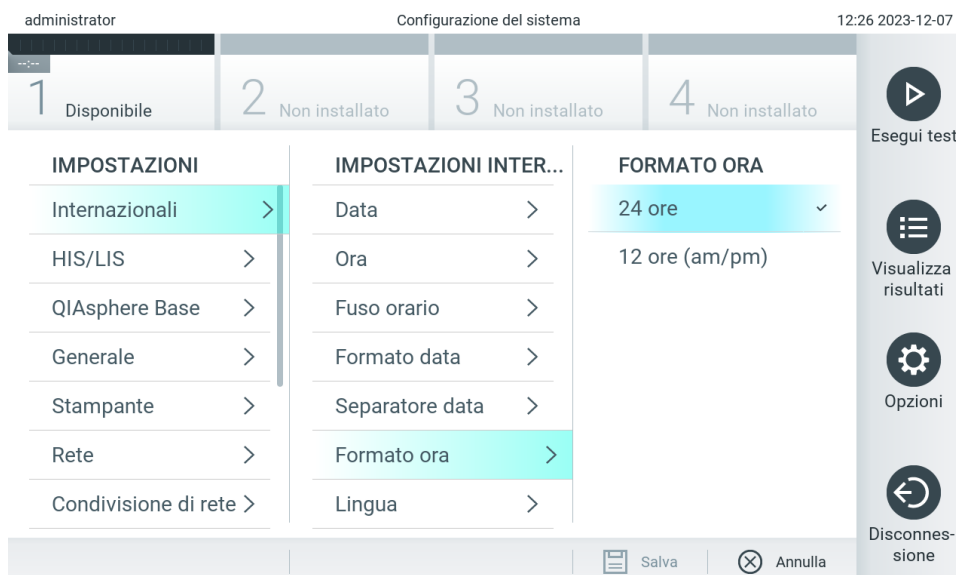 administrator
Configurazione del sistema
12:26 2023-12-07
--:--
1 Disponibile
2 Non installato
3 Non installato
4 Non installato
Esegui test
IMPOSTAZIONI
Internazionali
HIS/LIS
QIAsphere Base
Generale
Stampante
Rete
Condivisione di rete
IMPOSTAZIONI INTER...
Data
Ora
Fuso orario
Formato data
Separatore data
Formato ora
Lingua
FORMATO ORA
24 ore
12 ore (am/pm)
Visualizza
risultati
Opzioni
Disconnes-
sione
Salva
Annulla